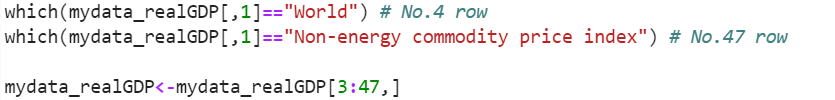 which(mydata_realGDP[,1]=="World") # No.4 row
which(mydata_realGDP[,1]=="Non-energy commodity price index") # No.47 row
mydata_realGDP<-mydata_realGDP[3:47,]